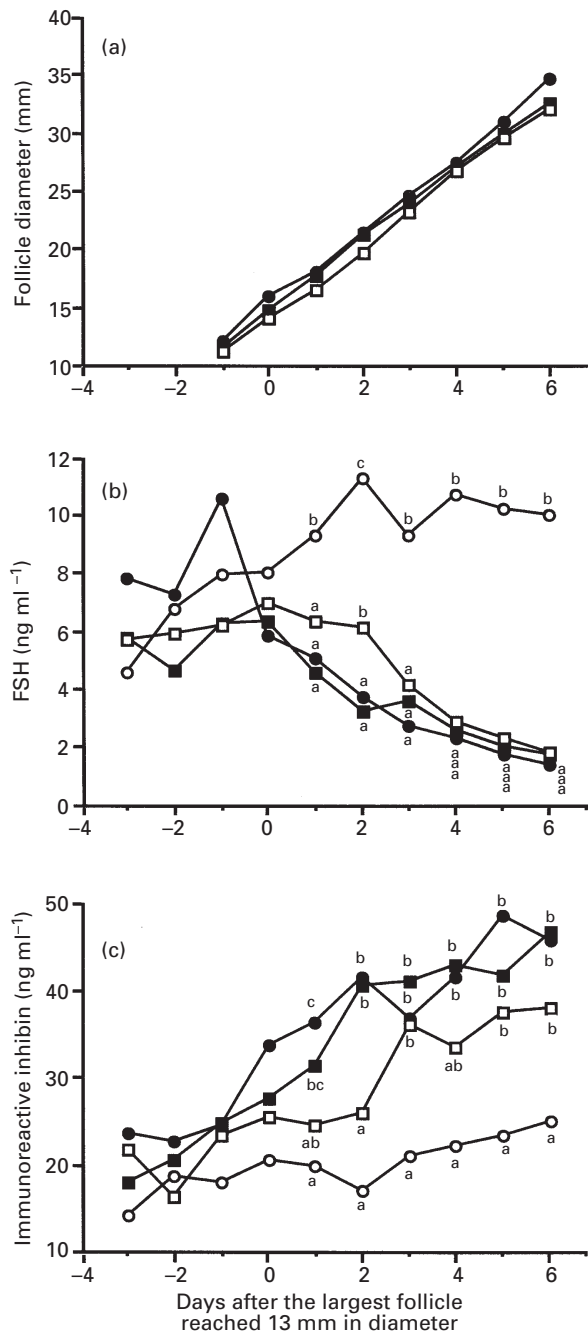 (a)
Follicle diameter (mm)
40
35
30
25
20
15
10
–4 –2 0 2 4 6
(b)
FSH (ng ml –1)
12
10
8
6
4
2
0
c
b b b b b
a b a
a a a
a a
a a a
a a a
a a a
–4 –2 0 2 4 6
(c)
Immunoreactive inhibin (ng ml–1)
50
40
30
20
10
b b
b b b
c b b b
b b
bc b b b
ab
ab a
a a a a a
a
–4 –2 0 2 4 6
Days after the largest follicle
reached 13 mm in diameter